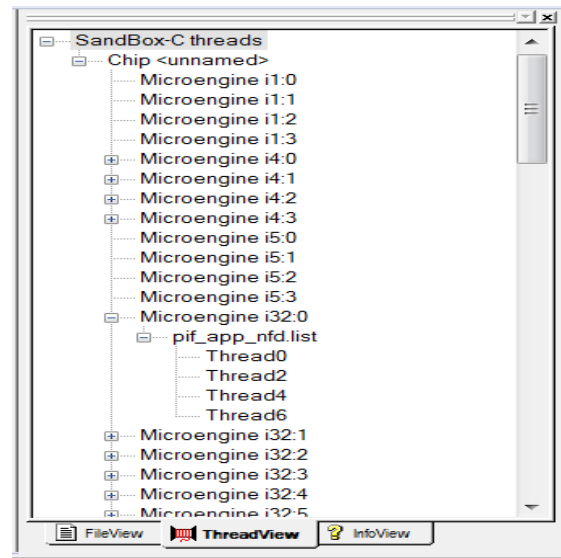 SandBox-C threads
Chip <unnamed>
Microengine i1:0
Microengine i1:1
Microengine i1:2
Microengine i1:3
Microengine i4:0
Microengine i4:1
Microengine i4:2
Microengine i4:3
Microengine i5:0
Microengine i5:1
Microengine i5:2
Microengine i5:3
Microengine i32:0
pif_app_nfd.list
Thread0
Thread2
Thread4
Thread6
Microengine i32:1
Microengine i32:2
Microengine i32:3
Microengine i32:4
Microengine i32:5
FileView ThreadView InfoView